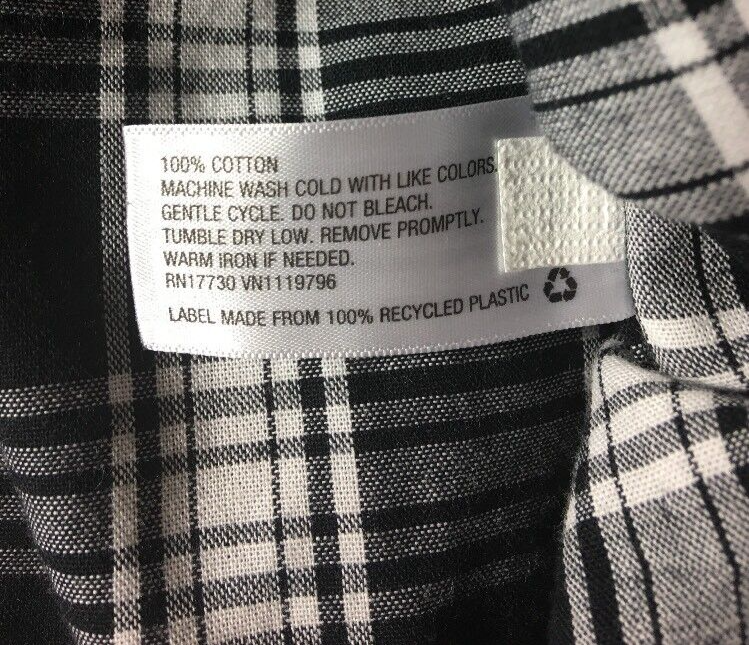 100% COTTON
MACHINE WASH COLD WITH LIKE COLORS.
GENTLE CYCLE. DO NOT BLEACH.
TUMBLE DRY LOW. REMOVE PROMPTLY.
WARM IRON IF NEEDED.
RN17730 VN1119796
LABEL MADE FROM 100% RECYCLED PLASTIC